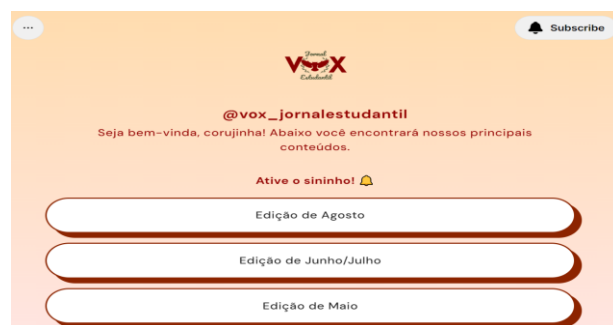 ...
Subscribe
Jornal
VOX
Estudantil
@vox_jornalestudantil
Seja bem-vinda, corujinha! Abaixo você encontrará nossos principais
conteúdos.
Ative o sininho! 🔔
Edição de Agosto
Edição de Junho/Julho
Edição de Maio